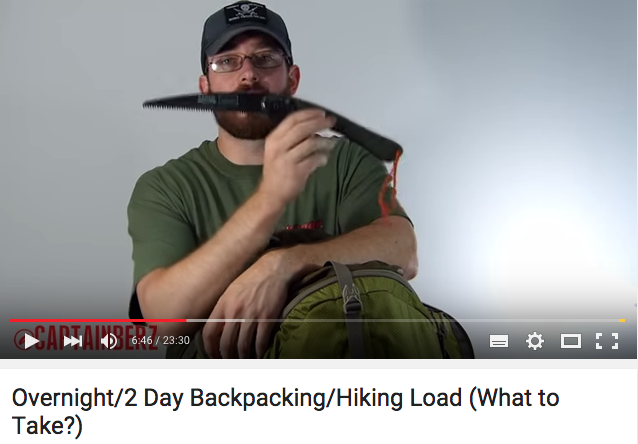 CAPTAINBERZ
6:46 / 23:30
Overnight/2 Day Backpacking/Hiking Load (What to
Take?)